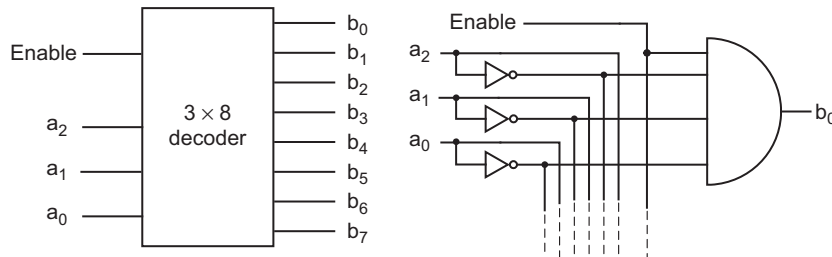 Enable
a2
a1
a0
3 × 8
decoder
b0
b1
b2
b3
b4
b5
b6
b7
Enable
a2
a1
a0
b0